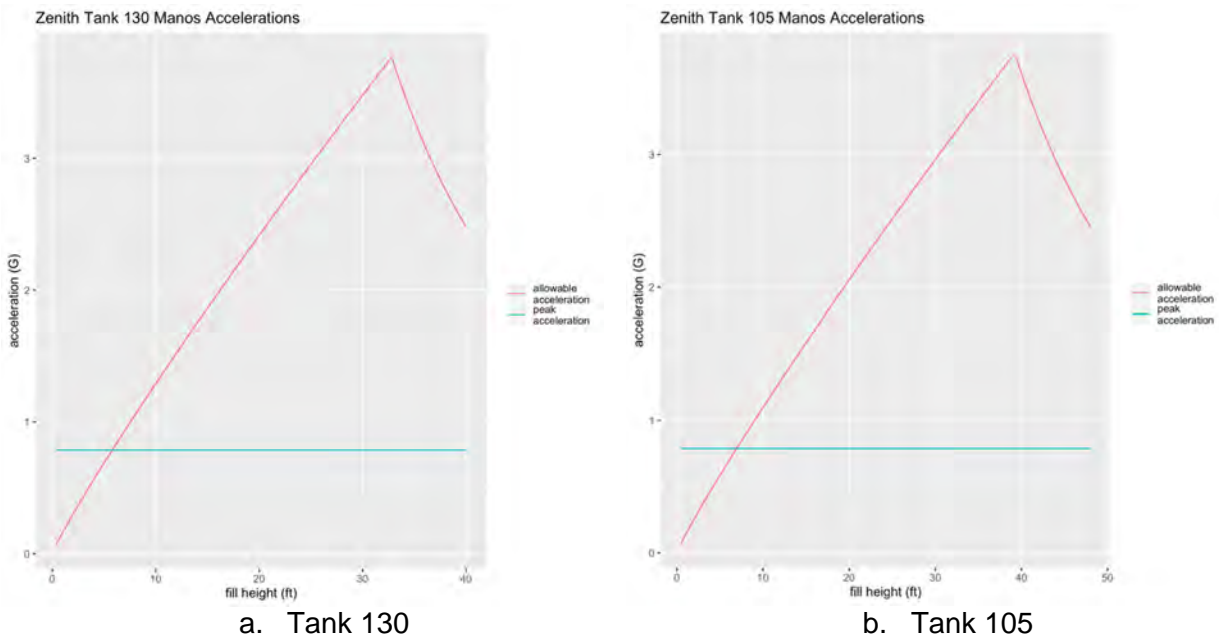 Zenith Tank 130 Manos Accelerations
acceleration (G)
3
2
1
0
0 10 20 30 40
fill height (ft)
allowable
acceleration
peak
acceleration
a. Tank 130
Zenith Tank 105 Manos Accelerations
acceleration (G)
3
2
1
0
0 10 20 30 40 50
fill height (ft)
allowable
acceleration
peak
acceleration
b. Tank 105